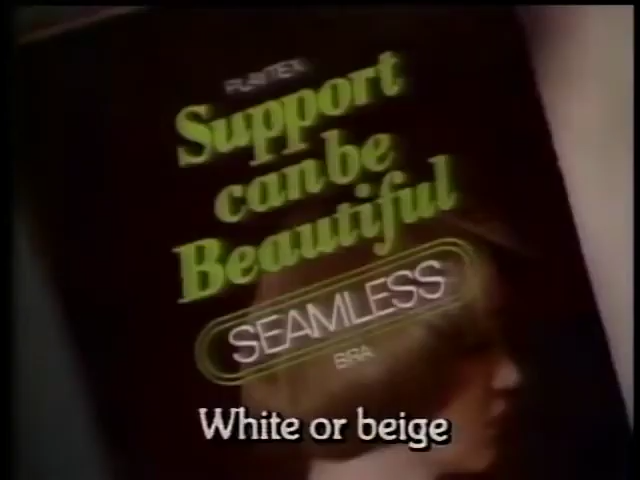 PLAYTEX
Support
can be
Beautiful
SEAMLESS
BRA
White or beige